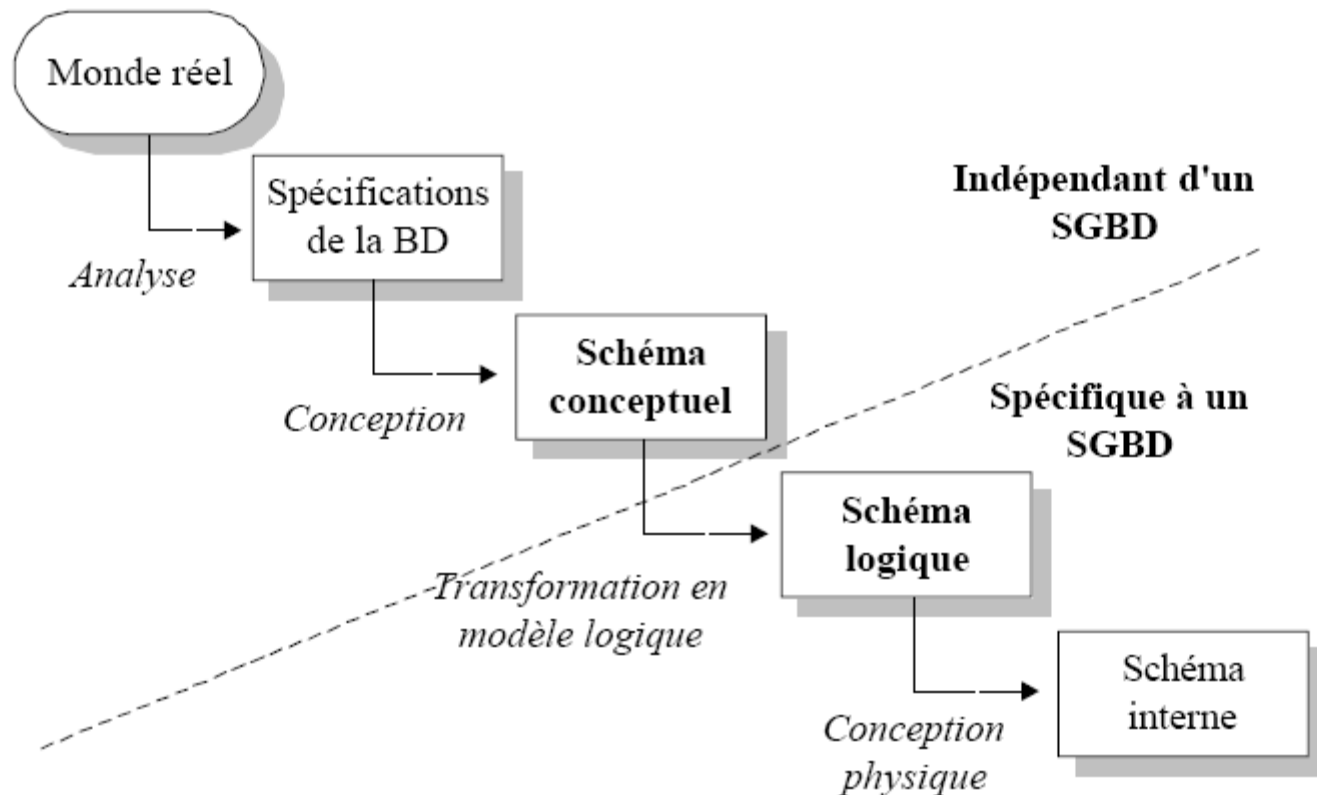 Monde réel
Spécifications
de la BD
Analyse
Indépendant d'un
SGBD
Schéma
conceptuel
Conception
Spécifique à un
SGBD
Schéma
logique
Transformation en
modèle logique
Schéma
interne
Conception
physique